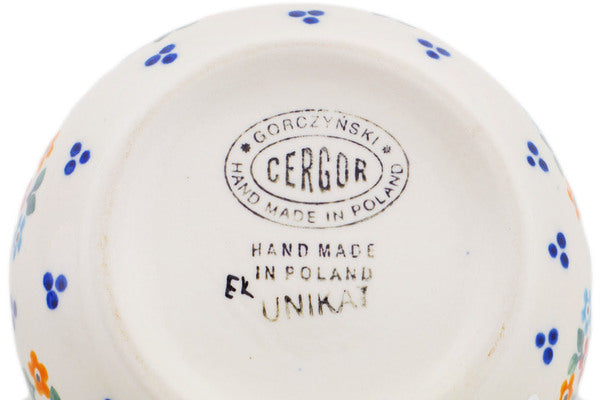 GORCZYŃSKI
CERGOR
HAND MADE IN POLAND
HAND MADE
IN POLAND
EK UNIKAT